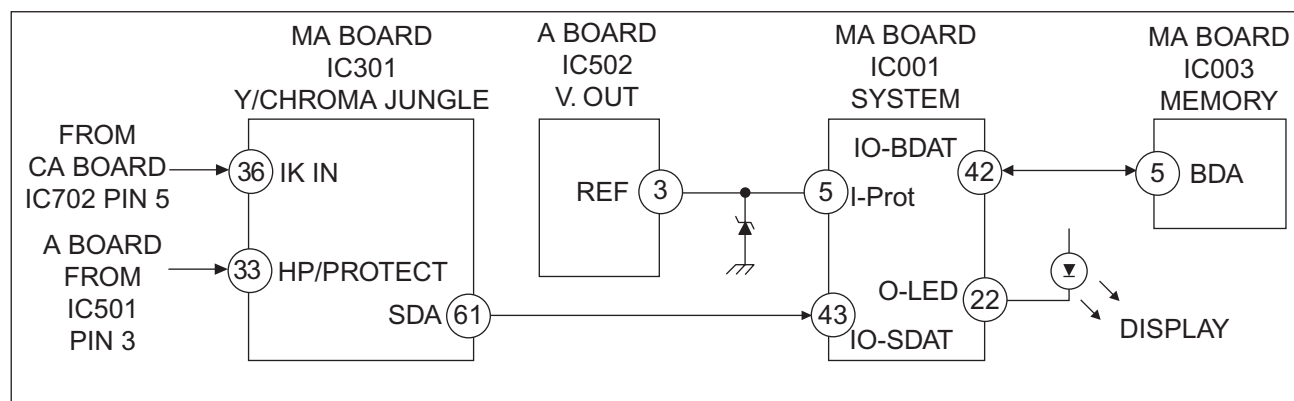 MA BOARD
IC301
Y/CHROMA JUNGLE
A BOARD
IC502
V. OUT
MA BOARD
IC001
SYSTEM
MA BOARD
IC003
MEMORY
FROM
CA BOARD
IC702 PIN 5
36
IK IN
A BOARD
FROM
IC501
PIN 3
33
HP/PROTECT
SDA
61
REF
3
5
I-Prot
IO-BDAT
42
43
IO-SDAT
O-LED
22
5
BDA
DISPLAY